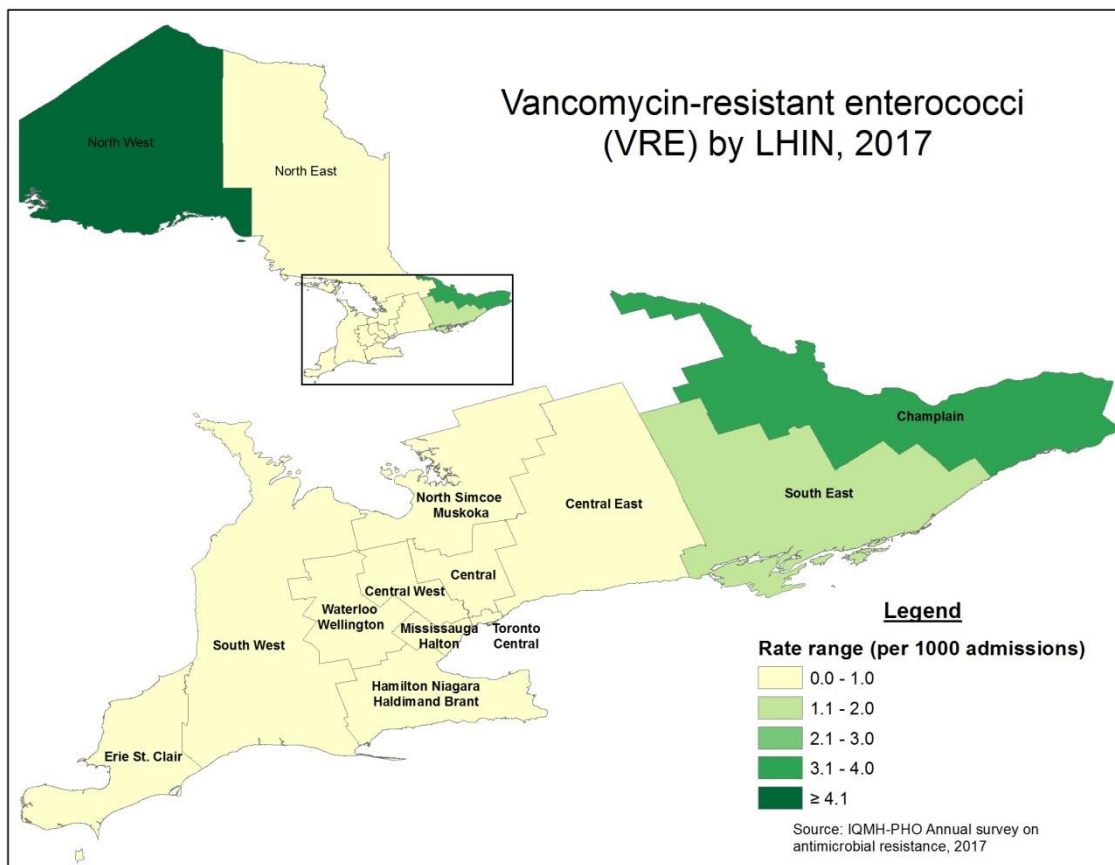 Vancomycin-resistant enterococci
(VRE) by LHIN, 2017
North West
North East
Champlain
South East
Central East
North Simcoe
Muskoka
Central
Central West
Waterloo
Wellington
Mississauga
Halton
Toronto
Central
South West
Hamilton Niagara
Haldimand Brant
Erie St. Clair
Legend
Rate range (per 1000 admissions)
0.0 - 1.0
1.1 - 2.0
2.1 - 3.0
3.1 - 4.0
≥ 4.1
Source: IQMH-PHO Annual survey on
antimicrobial resistance, 2017